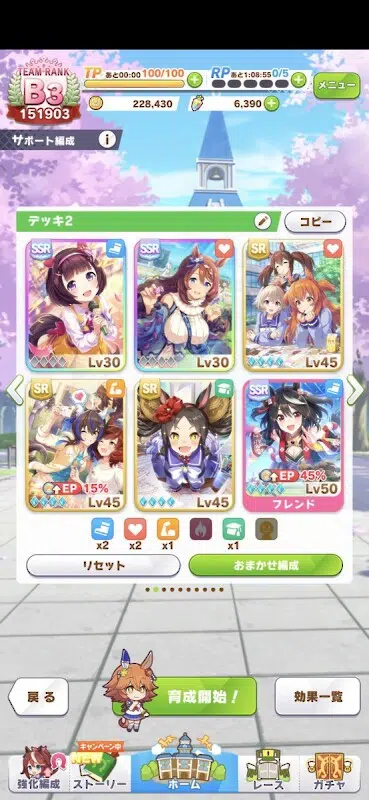 TEAM RANK
B3
151903
TP あと00:00 100/100
RP あと1:08:55 0/5
メニュー
228,430
6,390
サポート編成
i
デッキ2
コピー
SSR
Lv30
SSR
Lv30
SR
Lv45
SR
EP 15%
Lv45
SR
Lv45
SSR
EP 45%
Lv50
フレンド
x2
x2
x1
x1
リセット
おまかせ編成
戻る
育成開始!
効果一覧
強化編成
キャンペーン中
ストーリー
ホーム
レース
ガチャ